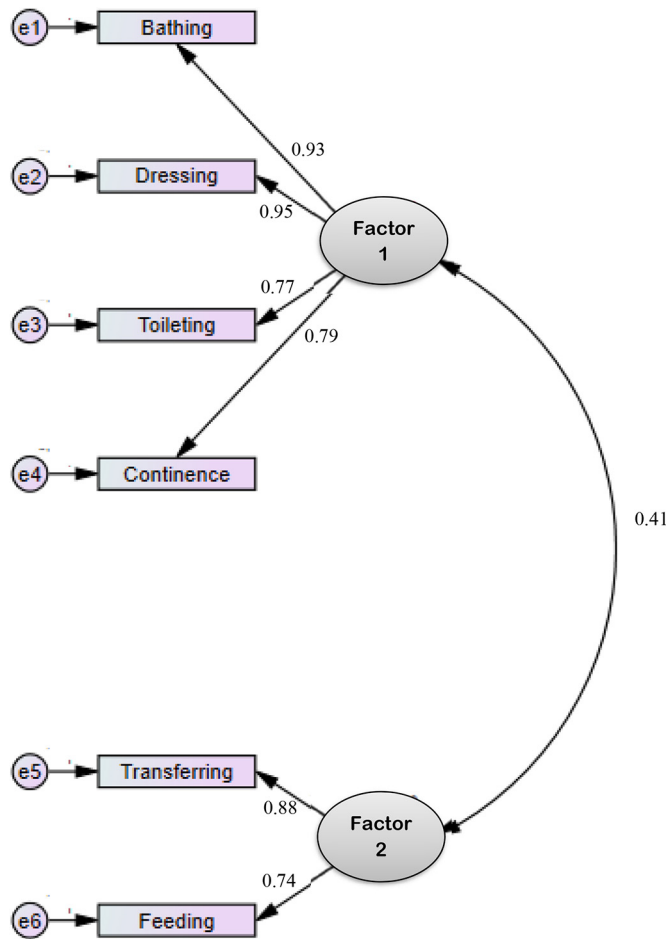 e1
Bathing
0.93
e2
Dressing
0.95
Factor
1
0.77
e3
Toileting
0.79
e4
Continence
0.41
e5
Transferring
0.88
Factor
2
0.74
e6
Feeding